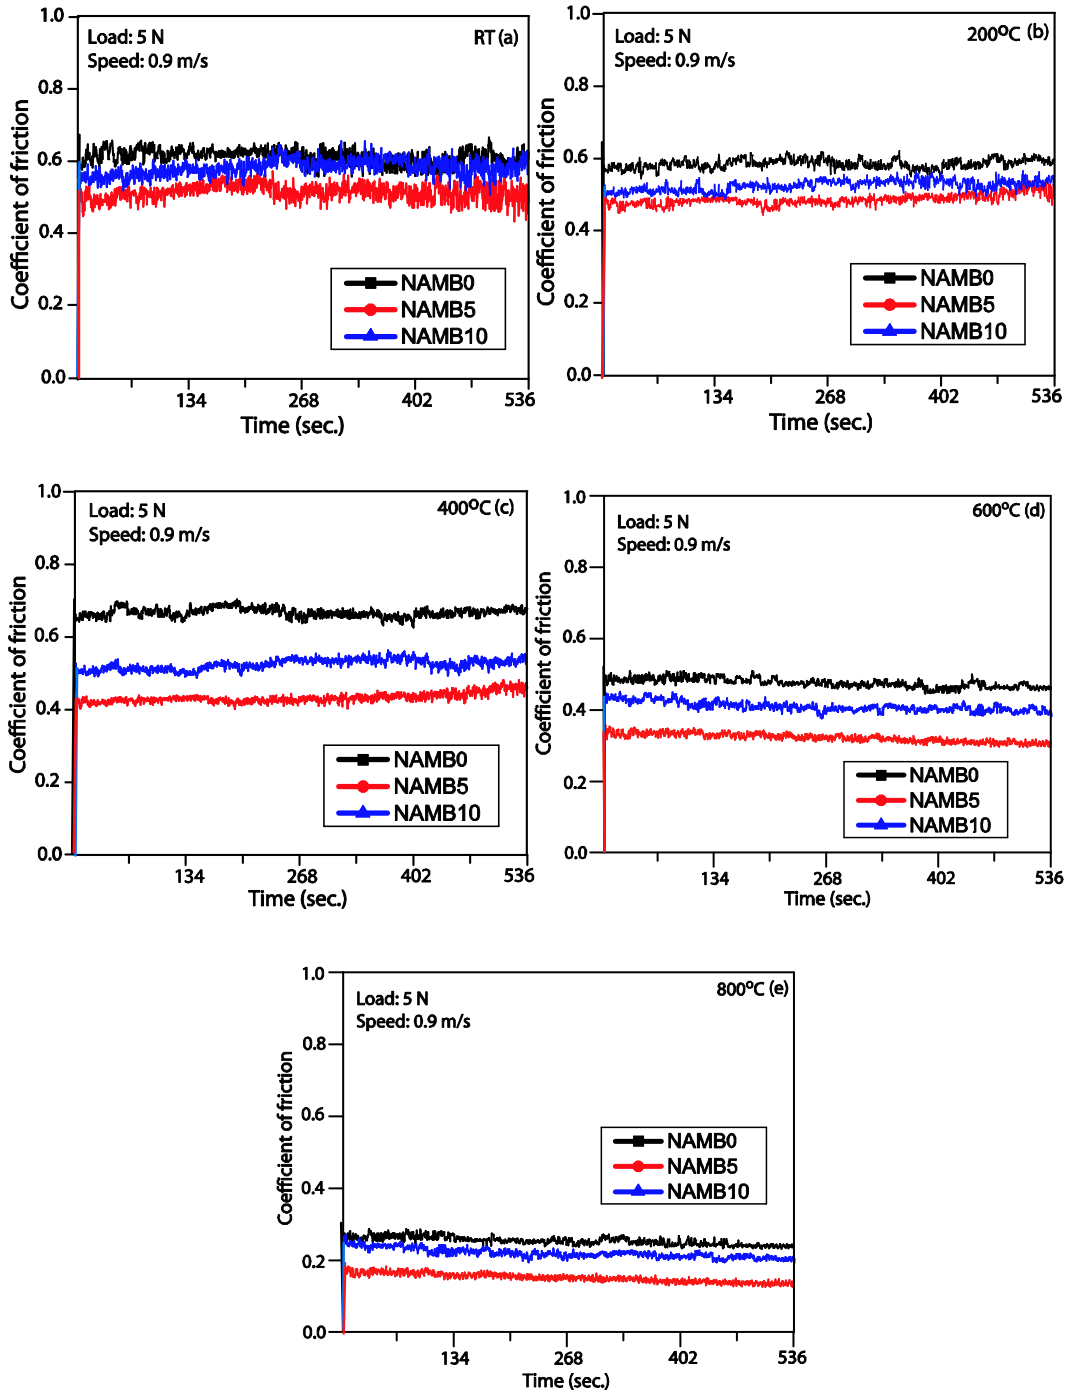 1.0
Load: 5 N
RT (a)
Speed: 0.9 m/s
0.8
0.6
0.4
0.2
0.0
Coefficient of friction
NAMB0
NAMB5
NAMB10
134
268
402
536
Time (sec.)
1.0
Load: 5 N
200°C (b)
Speed: 0.9 m/s
0.8
0.6
0.4
0.2
0.0
Coefficient of friction
NAMB0
NAMB5
NAMB10
134
268
402
536
Time (sec.)
1.0
Load: 5 N
400°C (c)
Speed: 0.9 m/s
0.8
0.6
0.4
0.2
0.0
Coefficient of friction
NAMB0
NAMB5
NAMB10
134
268
402
536
Time (sec.)
1.0
Load: 5 N
600°C (d)
Speed: 0.9 m/s
0.8
0.6
0.4
0.2
0.0
Coefficient of friction
NAMB0
NAMB5
NAMB10
134
268
402
536
Time (sec.)
1.0
Load: 5 N
800°C (e)
Speed: 0.9 m/s
0.8
0.6
0.4
0.2
0.0
Coefficient of friction
NAMB0
NAMB5
NAMB10
134
268
402
536
Time (sec.)